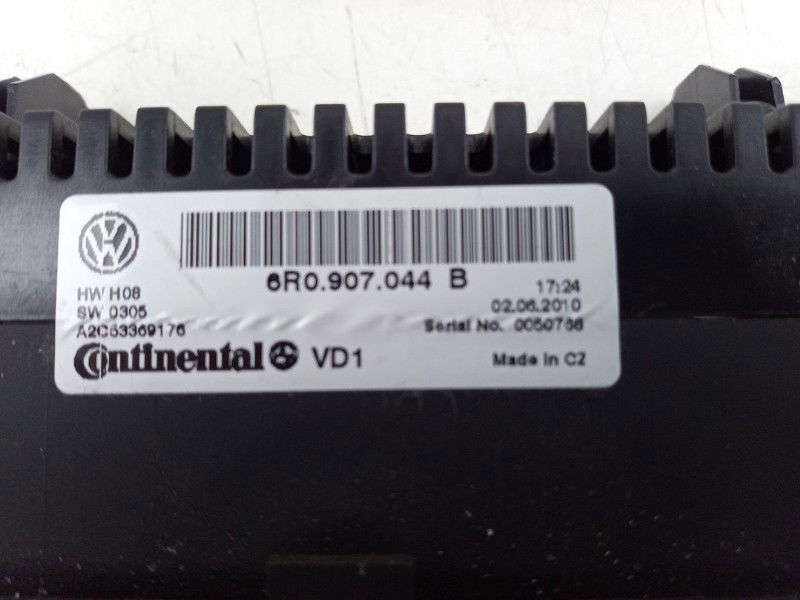 6R0.907.044 B
HW H08
SW 0305
A2C53369176
17:24
02.06.2010
Serial No. 0050766
Continental VD1
Made in CZ